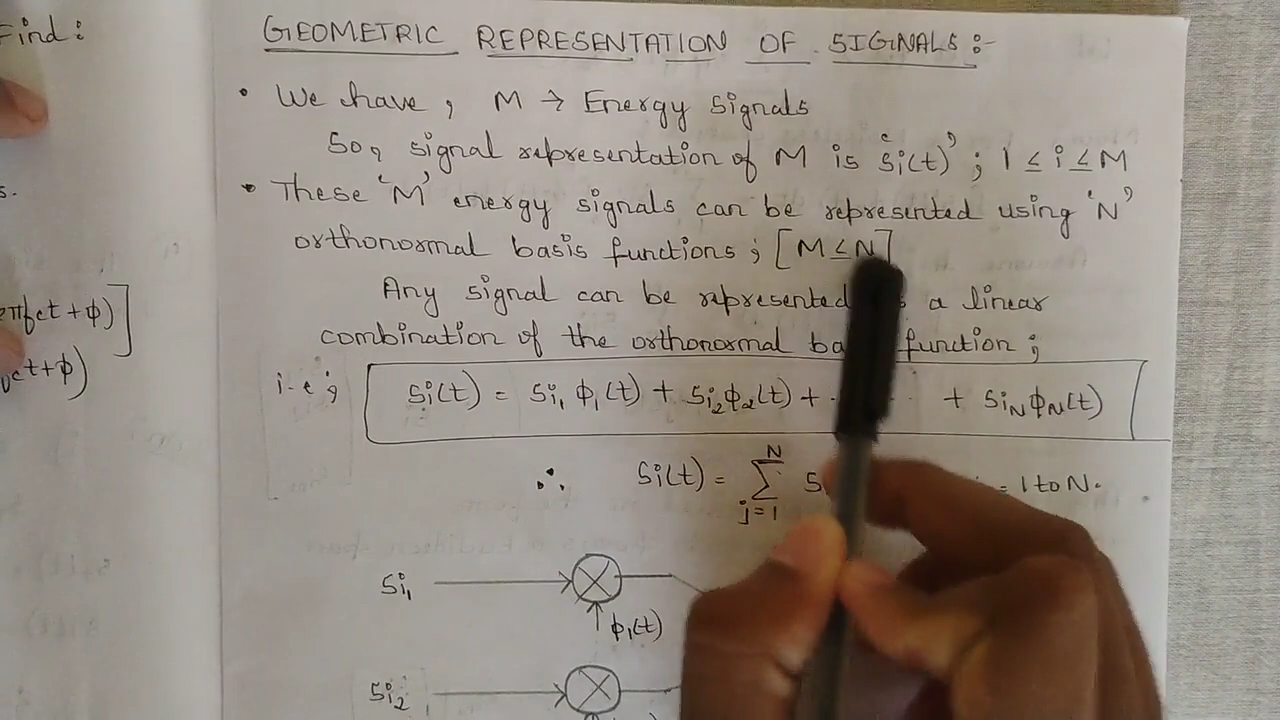 Find :
GEOMETRIC REPRESENTATION OF SIGNALS :-
• We have , M → Energy signals
So, signal representation of M is 'si(t)' ; 1 ≤ i ≤ M
• These 'M' energy signals can be represented using 'N'
orthonormal basis functions ; [M ≤ N]
Any signal can be represented a linear
combination of the orthonormal function ;
i.e ; si(t) = si1 ϕ1(t) + si2 ϕ2(t) + · · · + siN ϕN(t)
∴ si(t) = N ∑ j=1 = 1 to N.
si1 ϕ1(t)
si2
s.
πfct + ϕ)]
ct + ϕ)